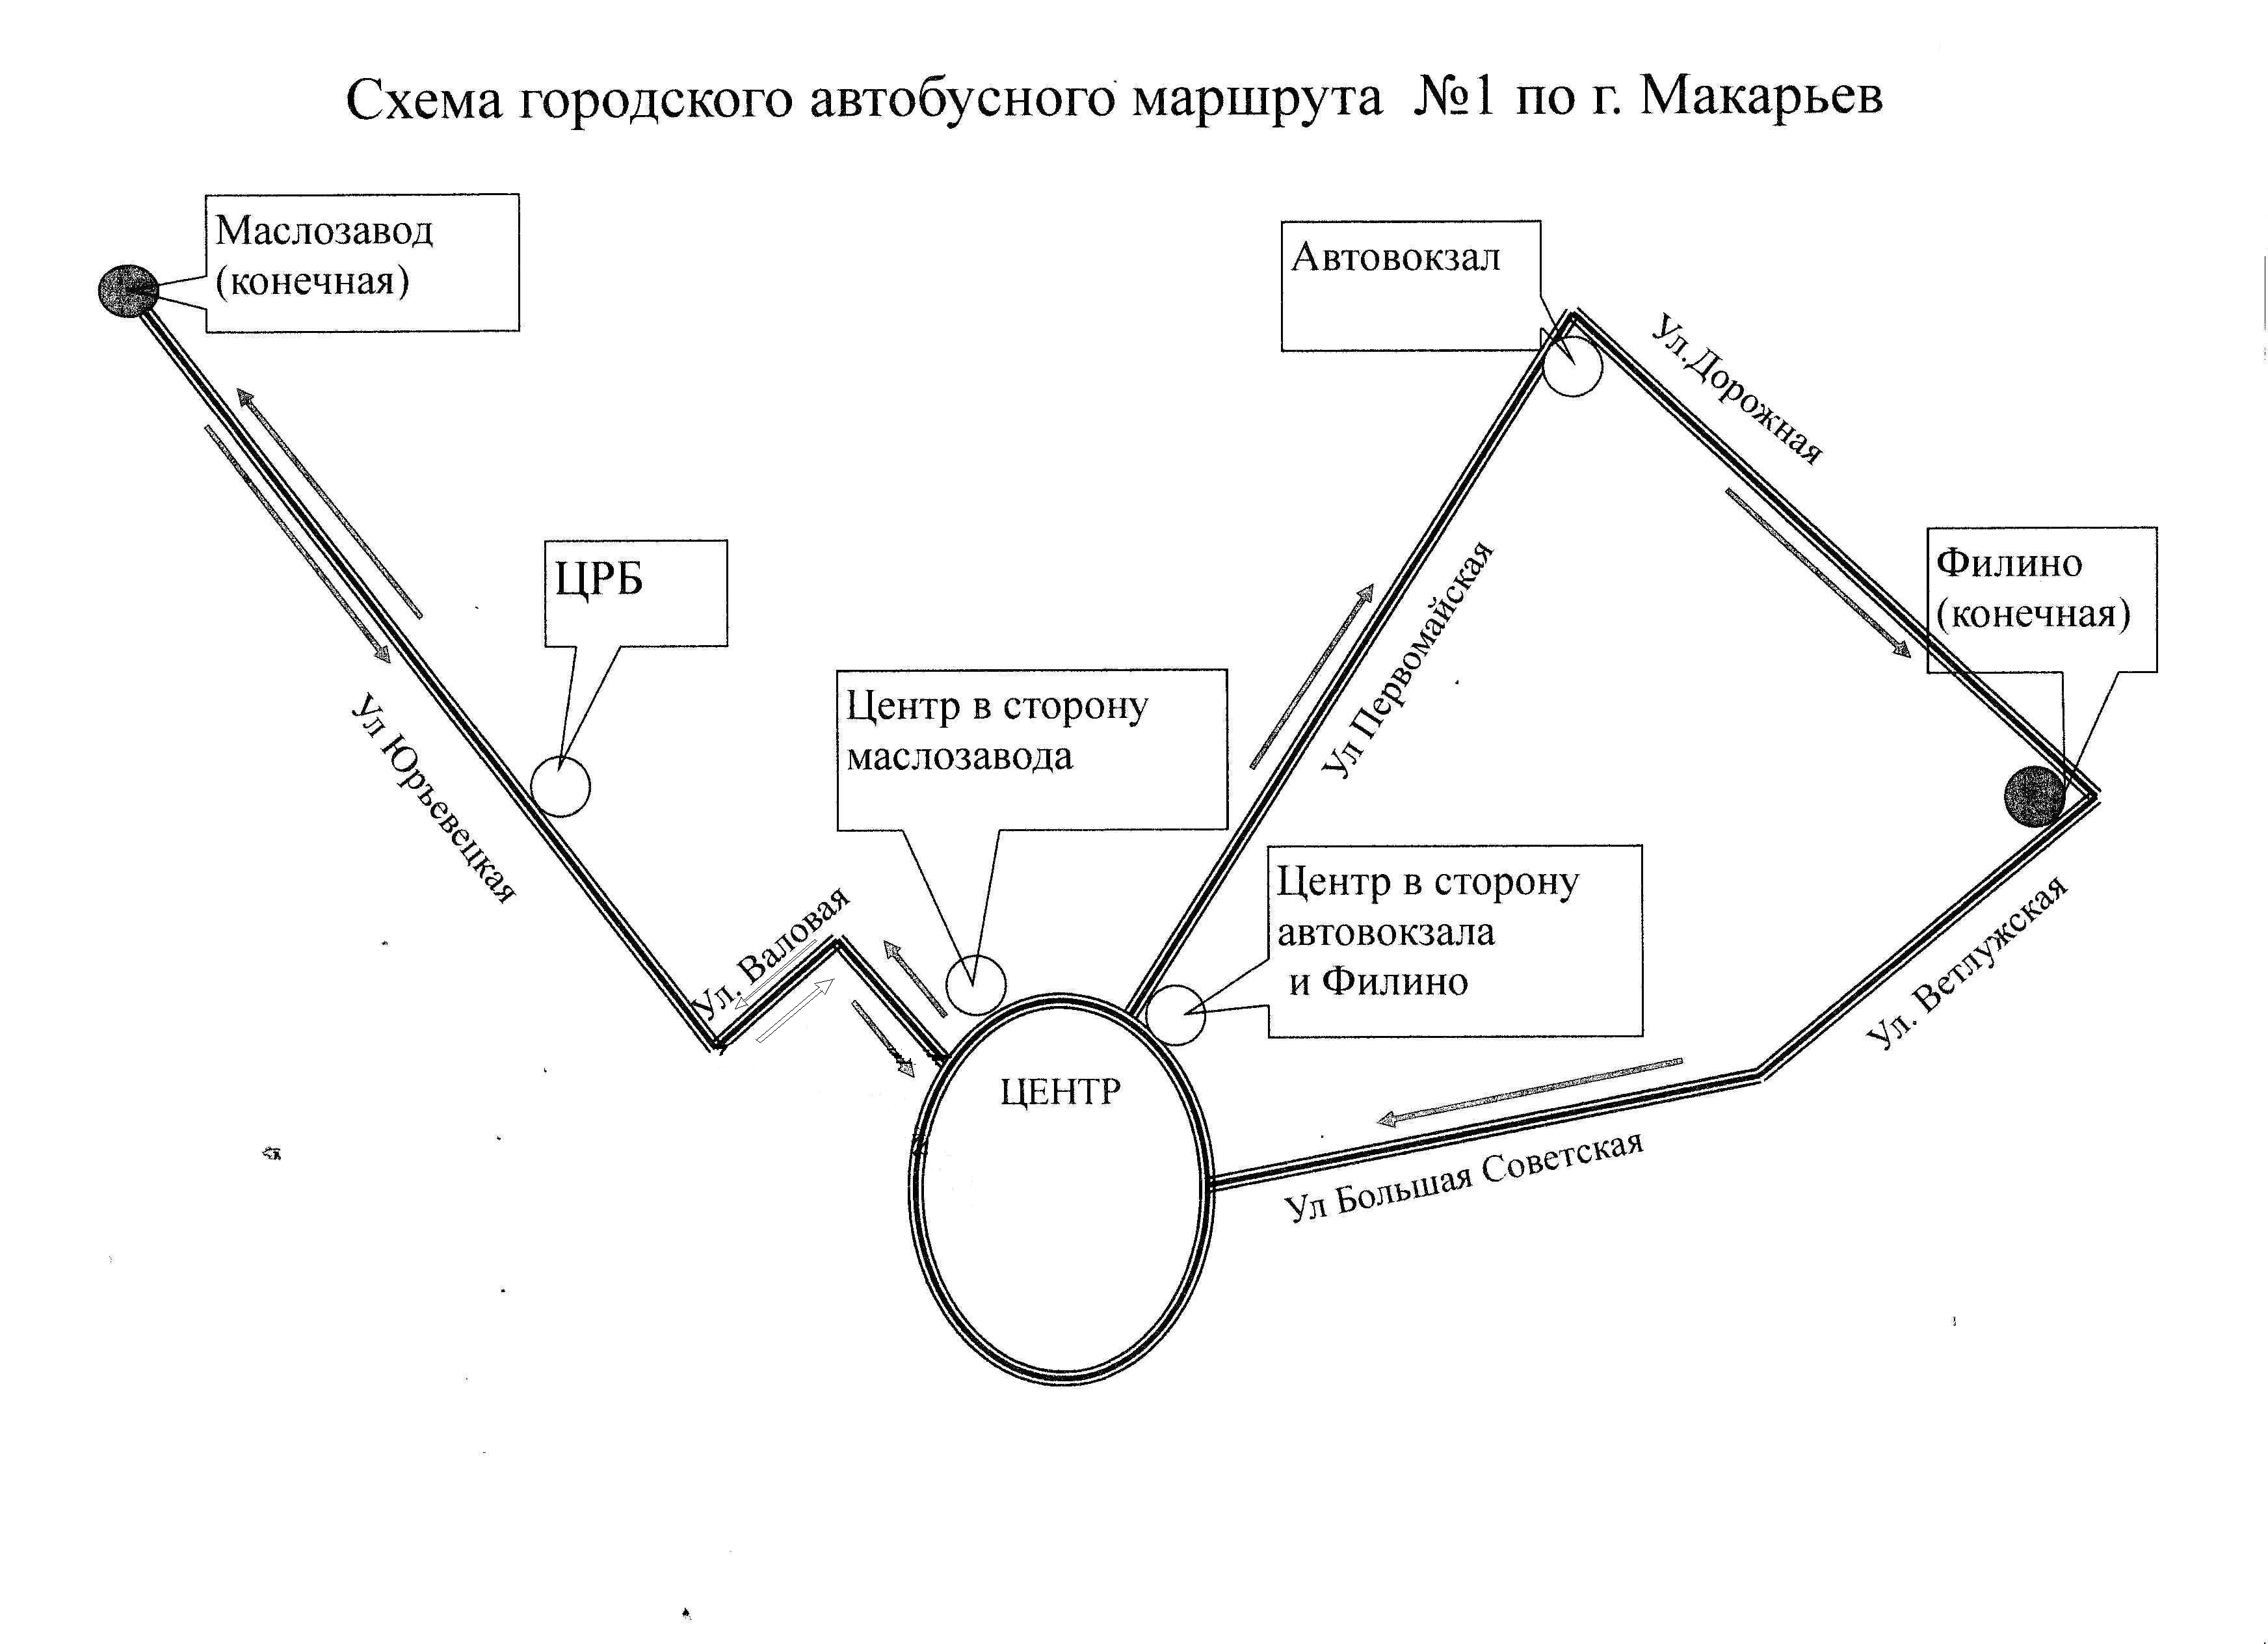 Схема городского автобусного маршрута №1 по г. Макарьев
Маслозавод
(конечная)
Автовокзал
Ул.Дорожная
ЦРБ
Филино
(конечная)
Ул Первомайская
Ул Юръевецкая
Центр в сторону
маслозавода
Центр в сторону
автовокзала
и Филино
Ул. Валовая
Ул. Ветлужская
ЦЕНТР
Ул Большая Советская